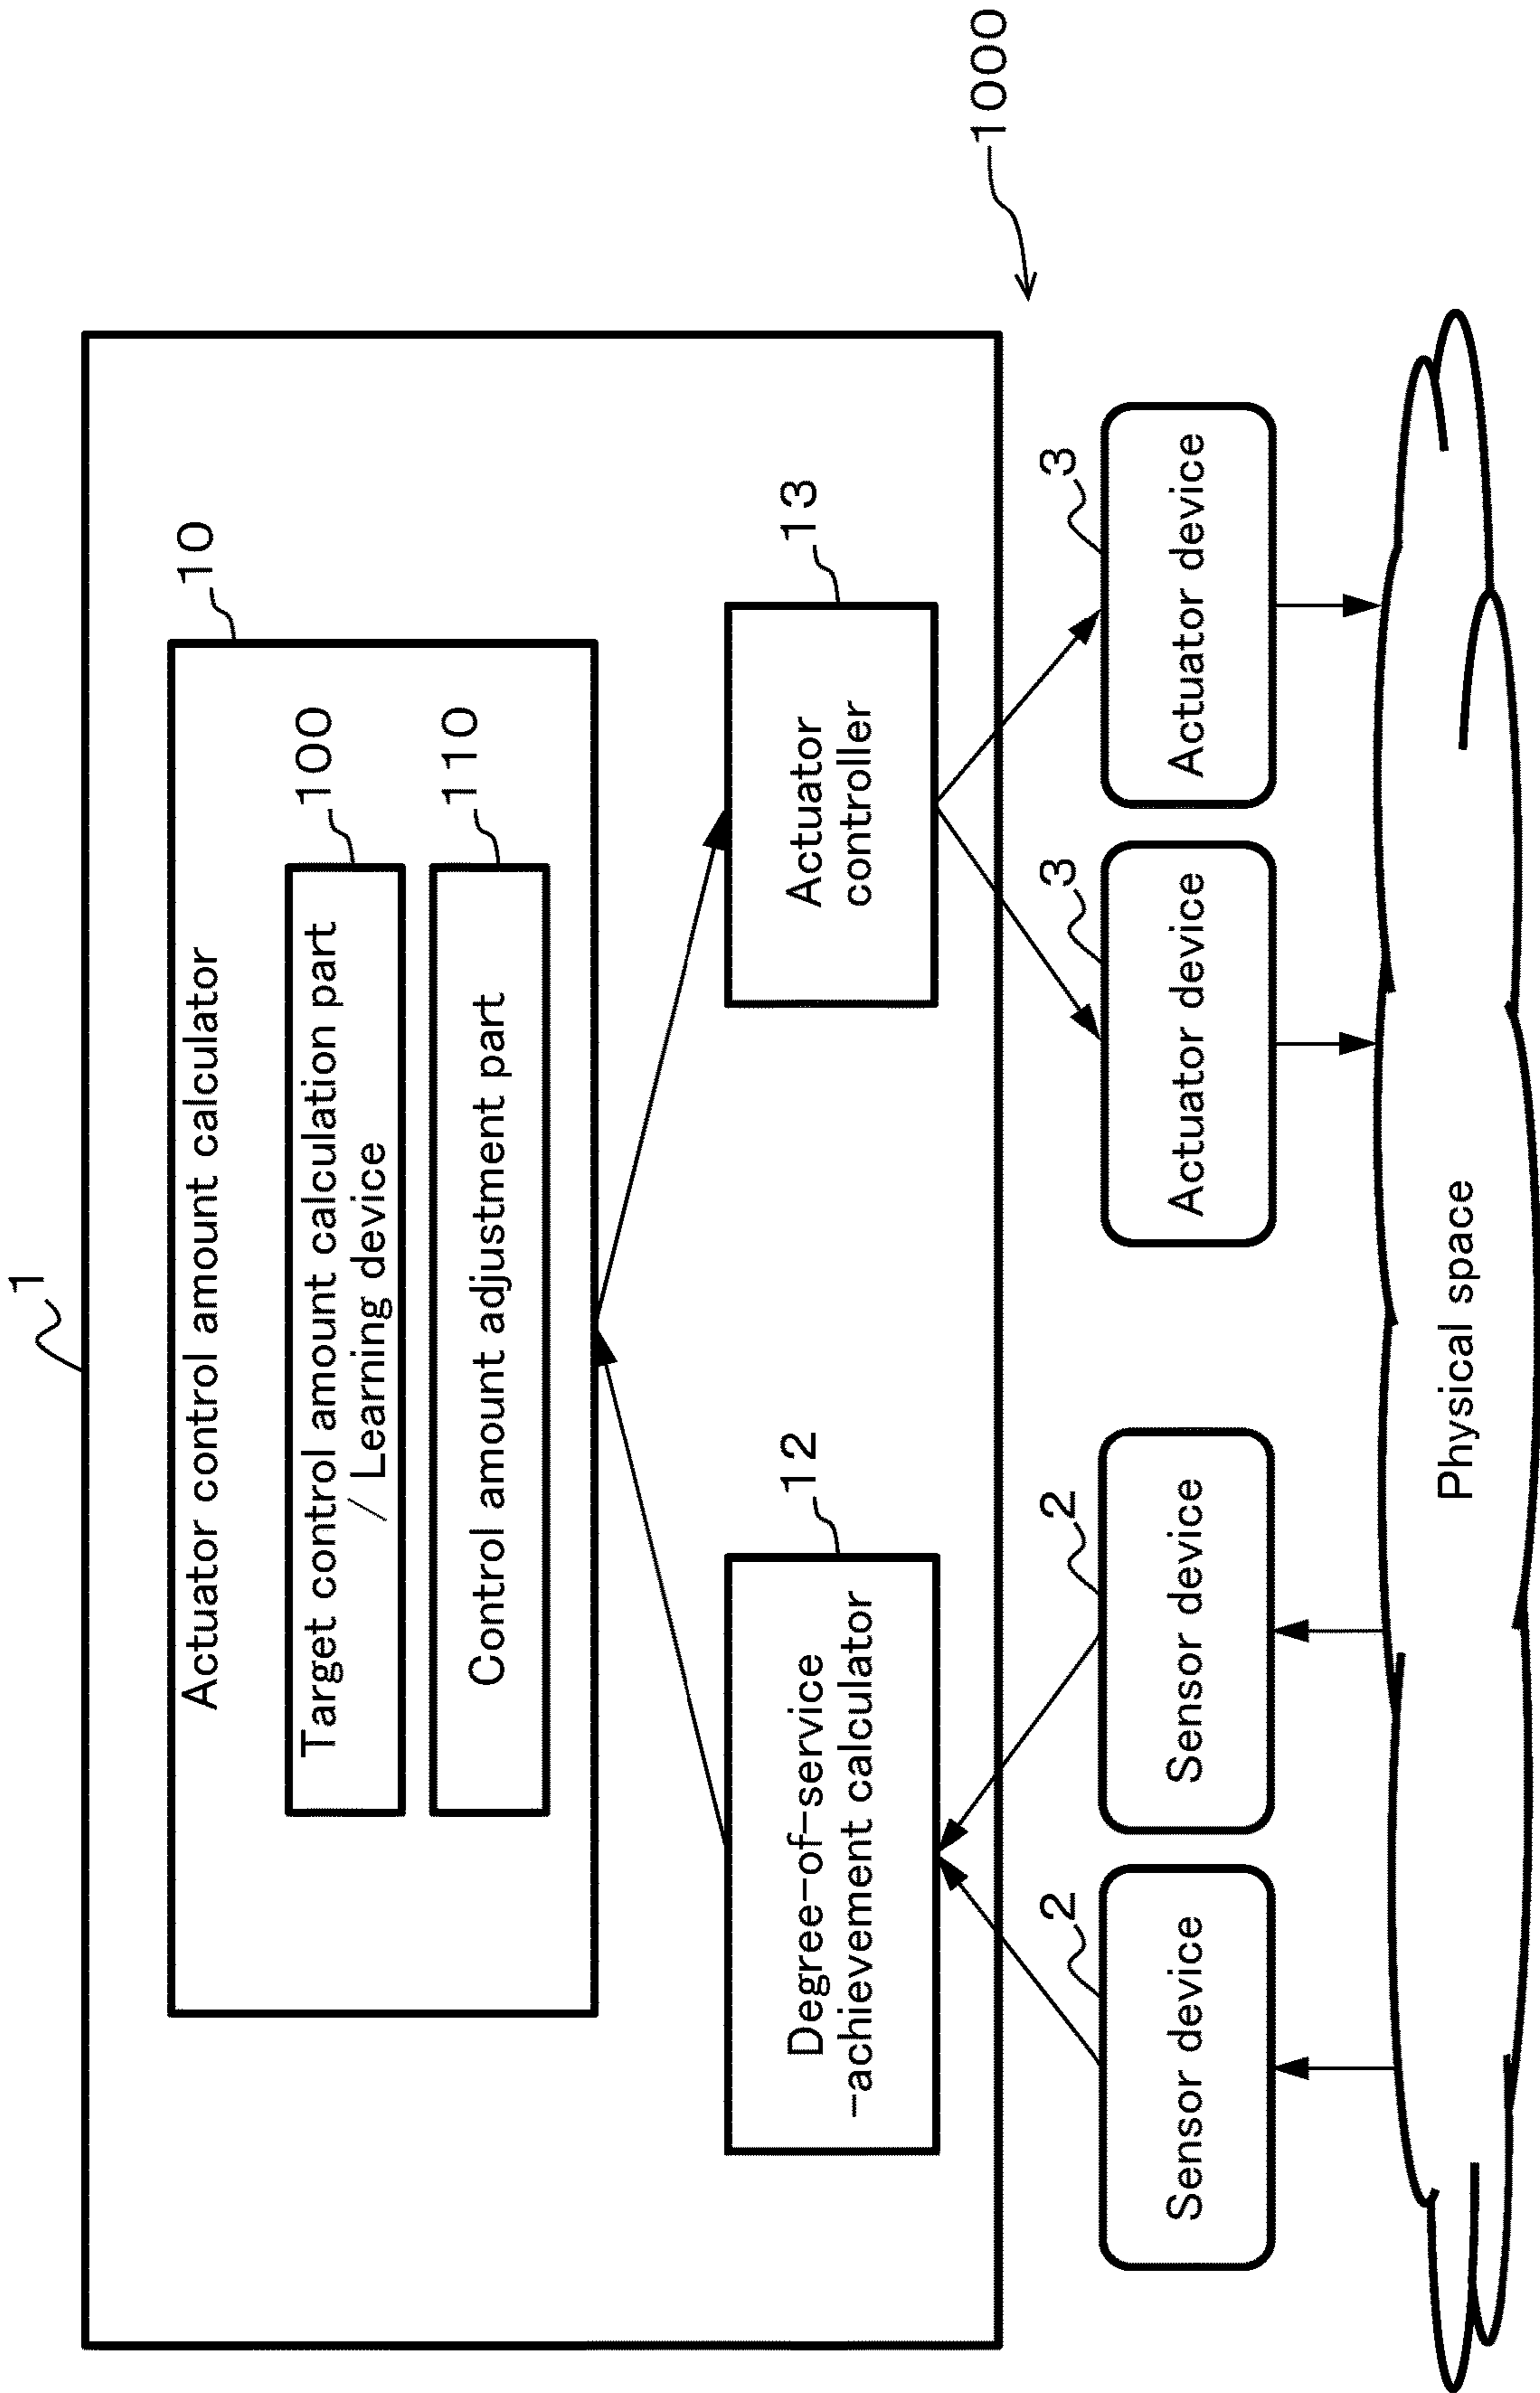 1
1000
10
Actuator control amount calculator
100
Target control amount calculation part
/ Learning device
110
Control amount adjustment part
12
Degree-of-service
-achievement calculator
13
Actuator
controller
2
Sensor device
2
Sensor device
3
Actuator device
3
Actuator device
Physical space